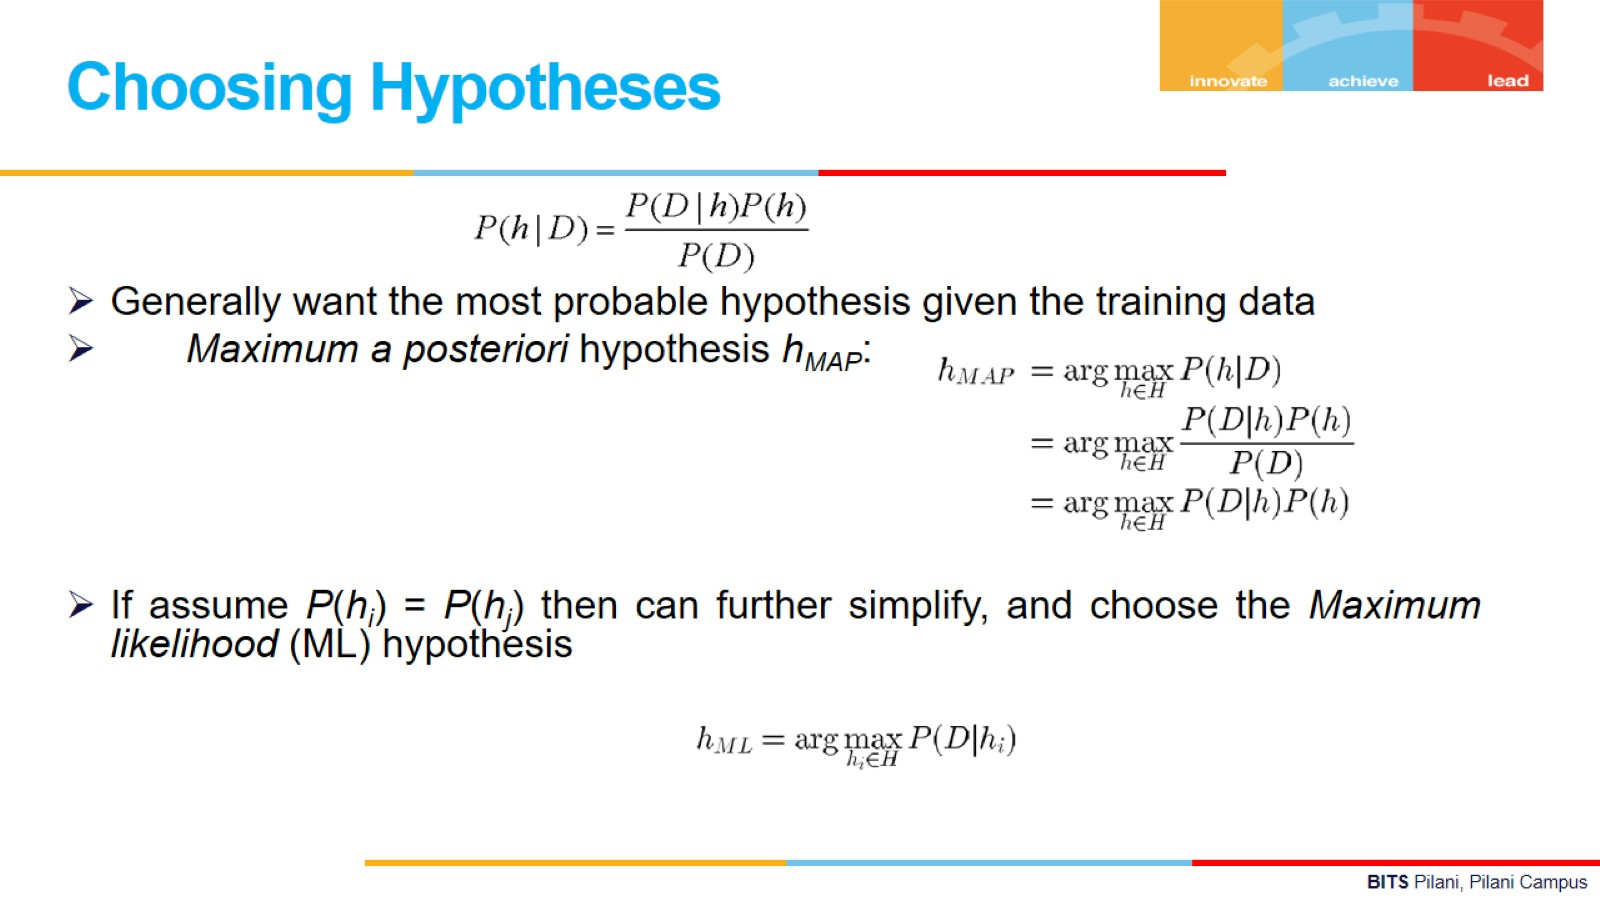 Choosing Hypotheses
innovate achieve lead
P(h|D) = P(D|h)P(h) / P(D)
➢ Generally want the most probable hypothesis given the training data
➢ Maximum a posteriori hypothesis h_MAP:
h_MAP = arg max_{h∈H} P(h|D)
= arg max_{h∈H} P(D|h)P(h) / P(D)
= arg max_{h∈H} P(D|h)P(h)
➢ If assume P(h_i) = P(h_j) then can further simplify, and choose the Maximum
likelihood (ML) hypothesis
h_ML = arg max_{h_i∈H} P(D|h_i)
BITS Pilani, Pilani Campus